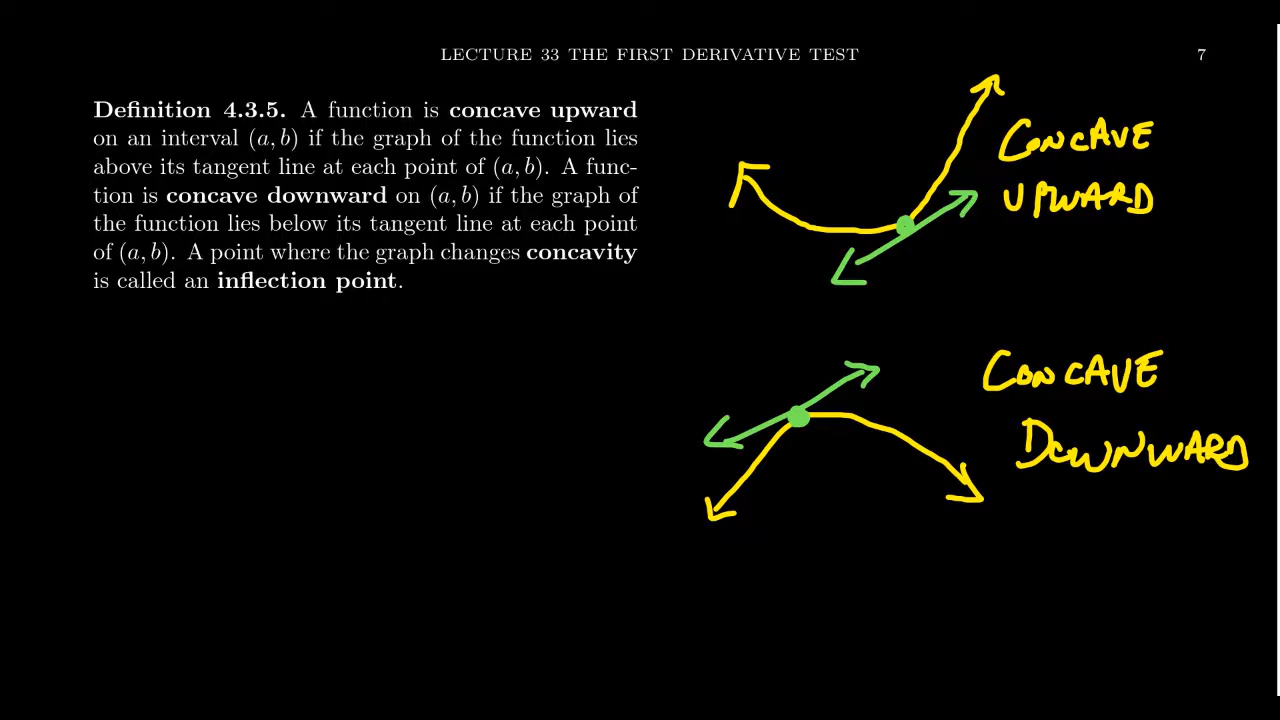 LECTURE 33 THE FIRST DERIVATIVE TEST 7
Definition 4.3.5. A function is concave upward
on an interval (a, b) if the graph of the function lies
above its tangent line at each point of (a, b). A func-
tion is concave downward on (a, b) if the graph of
the function lies below its tangent line at each point
of (a, b). A point where the graph changes concavity
is called an inflection point.
CONCAVE
UPWARD
CONCAVE
DOWNWARD